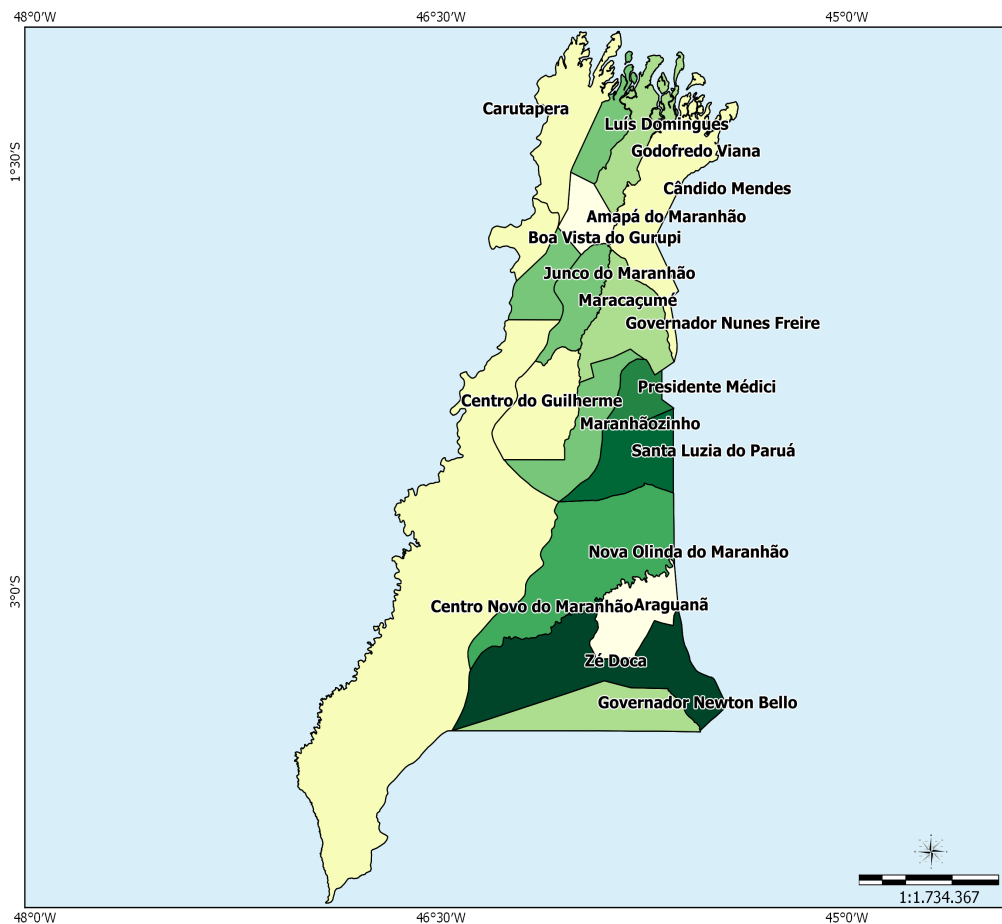 48°0'W 46°30'W 45°0'W
Carutapera
Luís Domingues
1°30'S
Godofredo Viana
Cândido Mendes
Amapá do Maranhão
Boa Vista do Gurupi
Junco do Maranhão
Maracaçumé
Governador Nunes Freire
Presidente Médici
Centro do Guilherme
Maranhãozinho
Santa Luzia do Paruá
Nova Olinda do Maranhão
3°0'S
Centro Novo do Maranhão Araguanã
Zé Doca
Governador Newton Bello
1:1.734.367
48°0'W 46°30'W 45°0'W